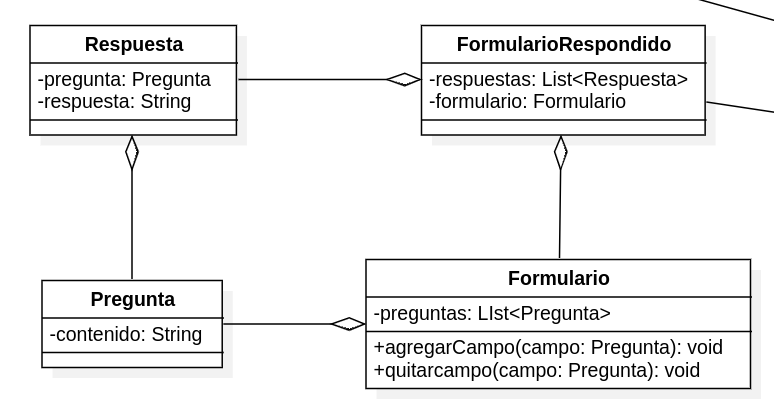 Respuesta
-pregunta: Pregunta
-respuesta: String
FormularioRespondido
-respuestas: List<Respuesta>
-formulario: Formulario
Pregunta
-contenido: String
Formulario
-preguntas: LIst<Pregunta>
+agregarCampo(campo: Pregunta): void
+quitarcampo(campo: Pregunta): void